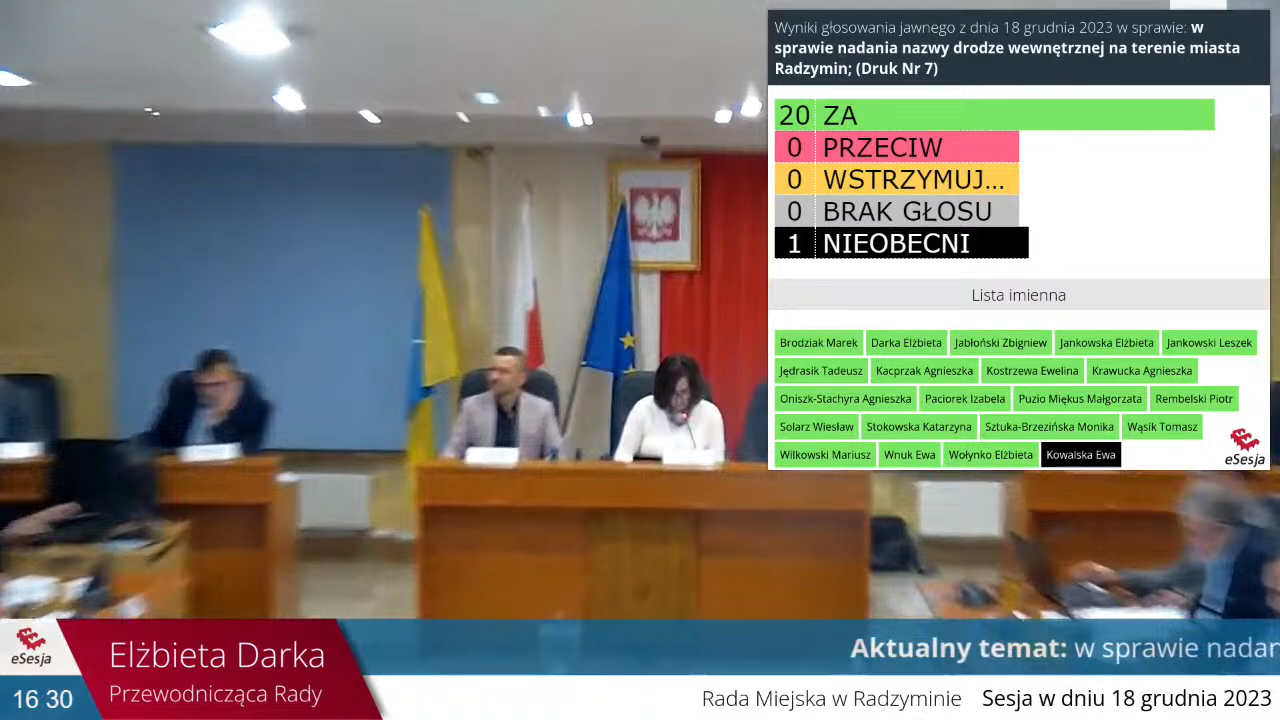 Wyniki głosowania jawnego z dnia 18 grudnia 2023 w sprawie: w
sprawie nadania nazwy drodze wewnętrznej na terenie miasta
Radzymin; (Druk Nr 7)
20 ZA
0 PRZECIW
0 WSTRZYMUJ...
0 BRAK GŁOSU
1 NIEOBECNI
Lista imienna
Brodziak Marek Darka Elżbieta Jabłoński Zbigniew Jankowska Elżbieta Jankowski Leszek
Jędrasik Tadeusz Kacprzak Agnieszka Kostrzewa Ewelina Krawucka Agnieszka
Oniszk-Stachyra Agnieszka Paciorek Izabela Puzio Miękus Małgorzata Rembelski Piotr
Solarz Wiesław Stokowska Katarzyna Sztuka-Brzezińska Monika Wąsik Tomasz
Wilkowski Mariusz Wnuk Ewa Wołynko Elżbieta Kowalska Ewa
eSesja
eSesja
Elżbieta Darka
Przewodnicząca Rady
Aktualny temat: w sprawie nadan
16 30
Rada Miejska w Radzyminie Sesja w dniu 18 grudnia 2023